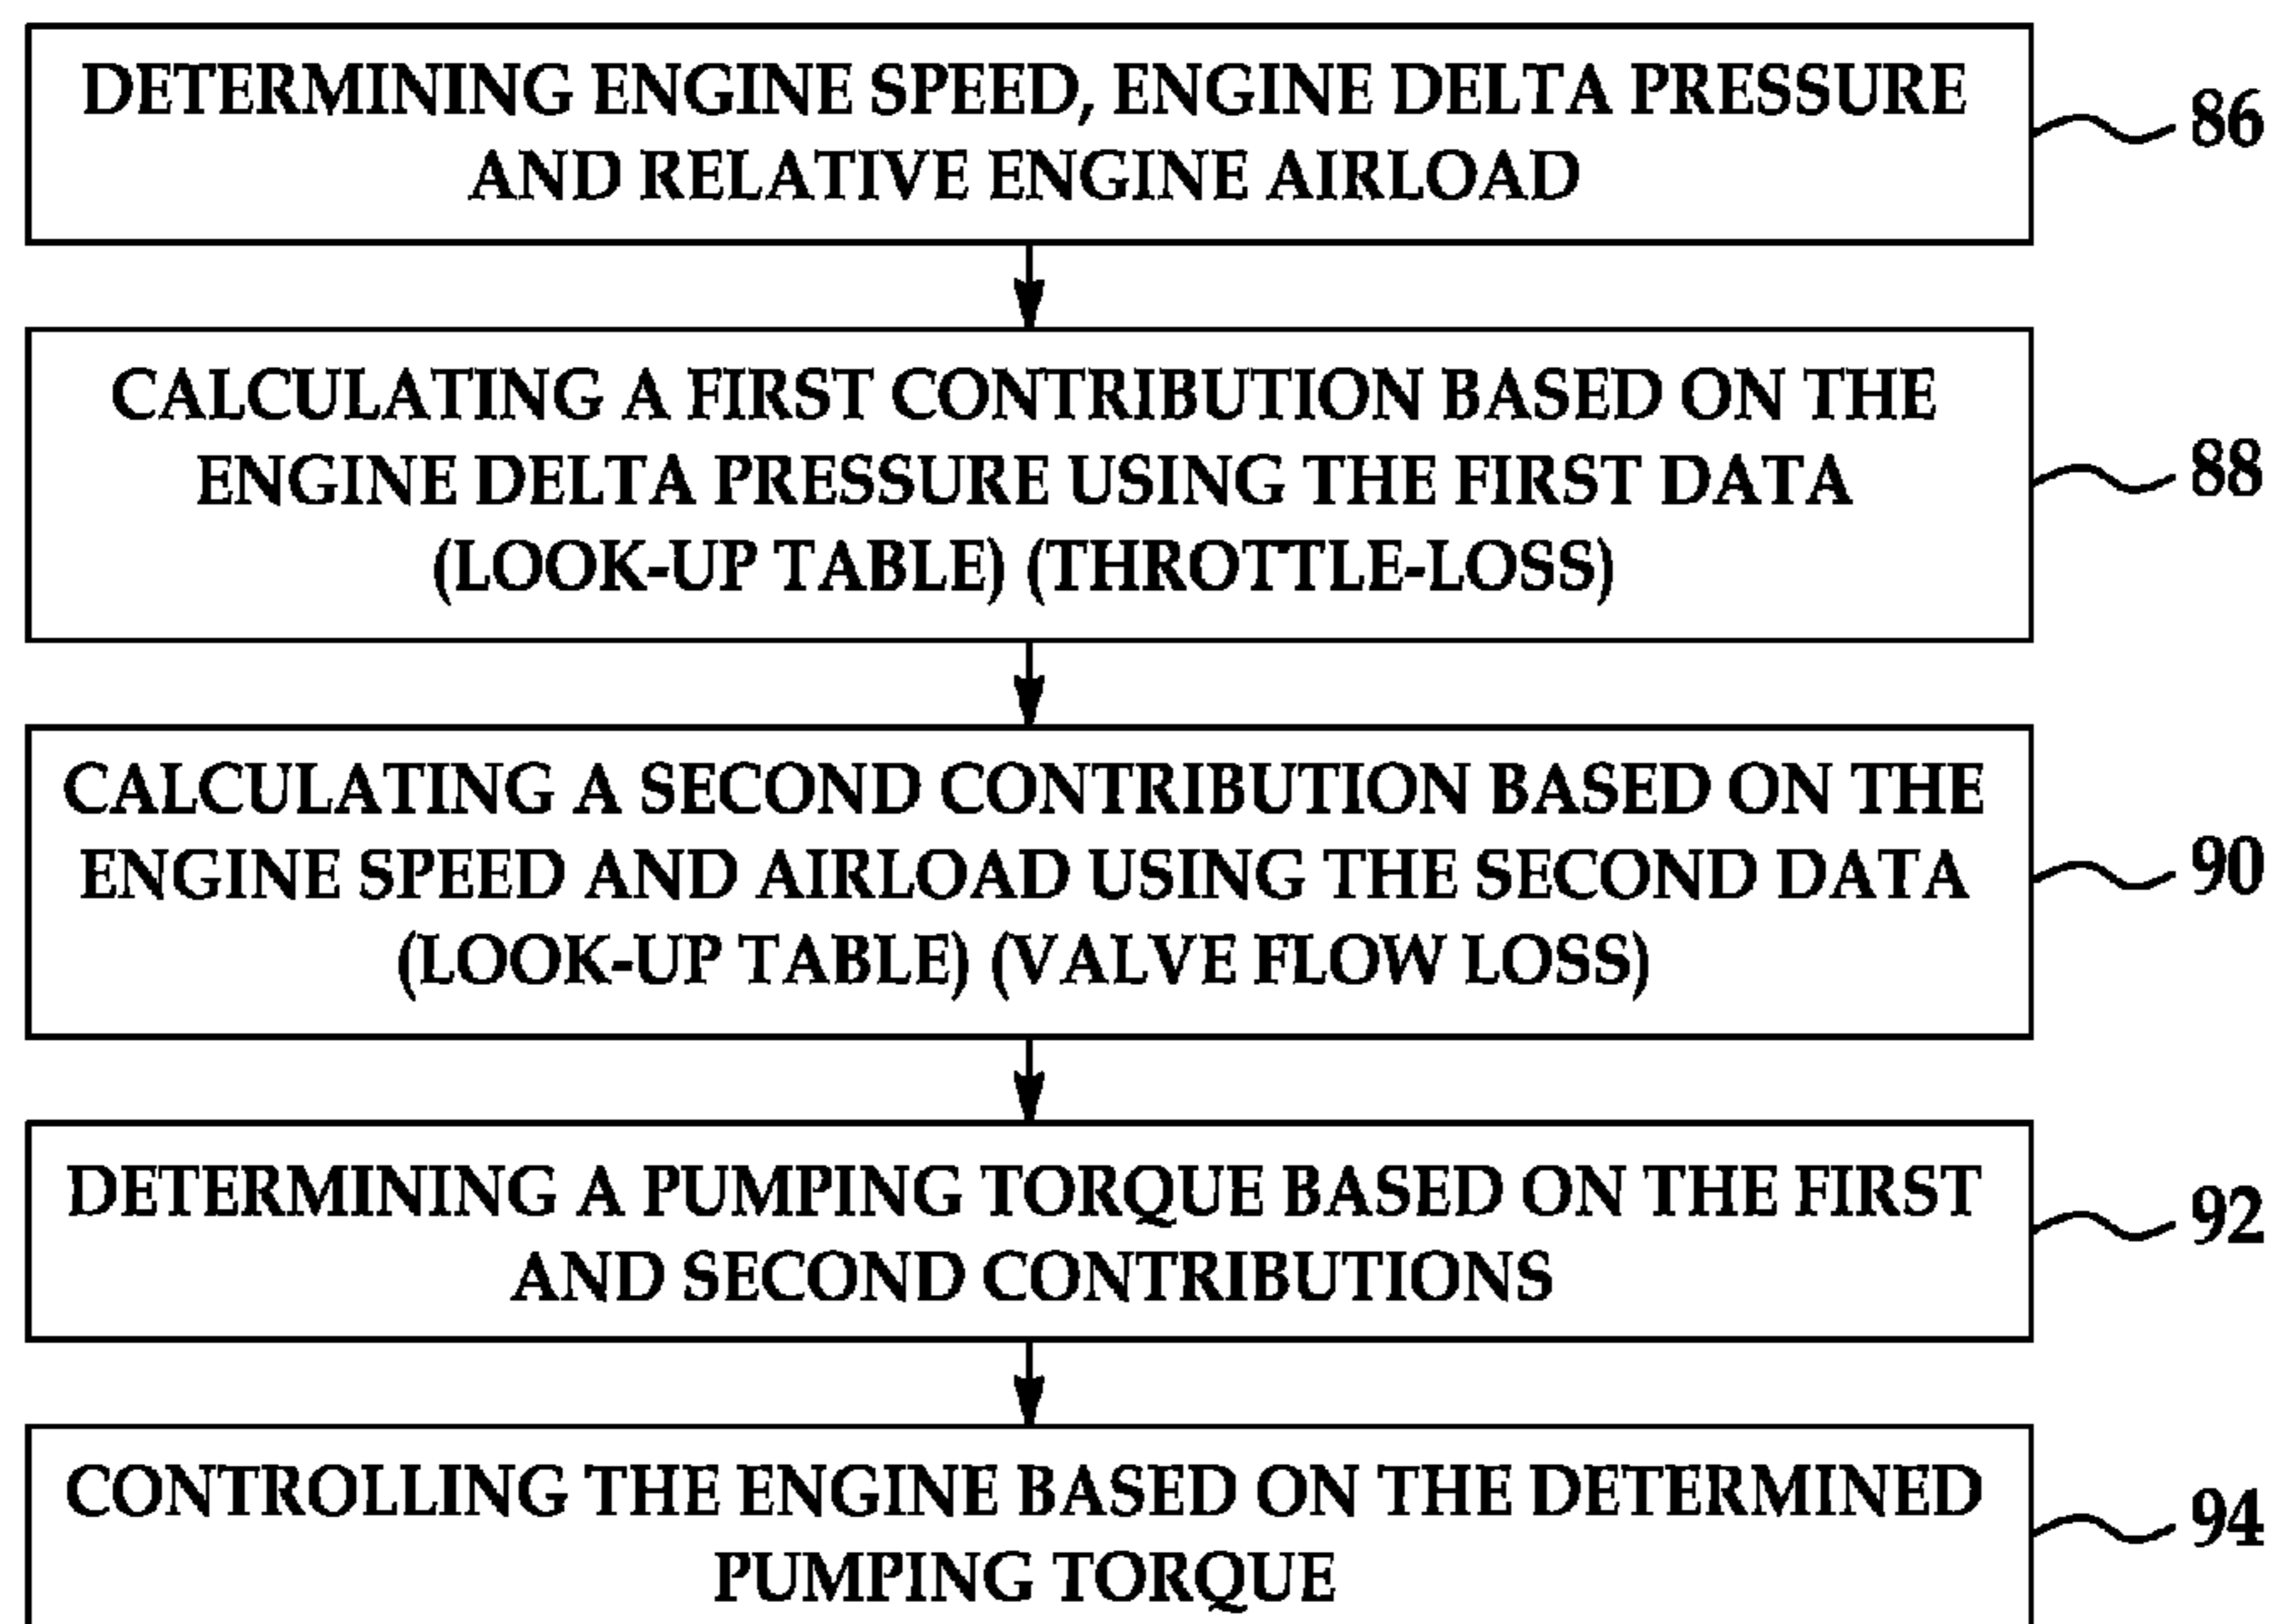 DETERMINING ENGINE SPEED, ENGINE DELTA PRESSURE
AND RELATIVE ENGINE AIRLOAD
86
CALCULATING A FIRST CONTRIBUTION BASED ON THE
ENGINE DELTA PRESSURE USING THE FIRST DATA
(LOOK-UP TABLE) (THROTTLE-LOSS)
88
CALCULATING A SECOND CONTRIBUTION BASED ON THE
ENGINE SPEED AND AIRLOAD USING THE SECOND DATA
(LOOK-UP TABLE) (VALVE FLOW LOSS)
90
DETERMINING A PUMPING TORQUE BASED ON THE FIRST
AND SECOND CONTRIBUTIONS
92
CONTROLLING THE ENGINE BASED ON THE DETERMINED
PUMPING TORQUE
94